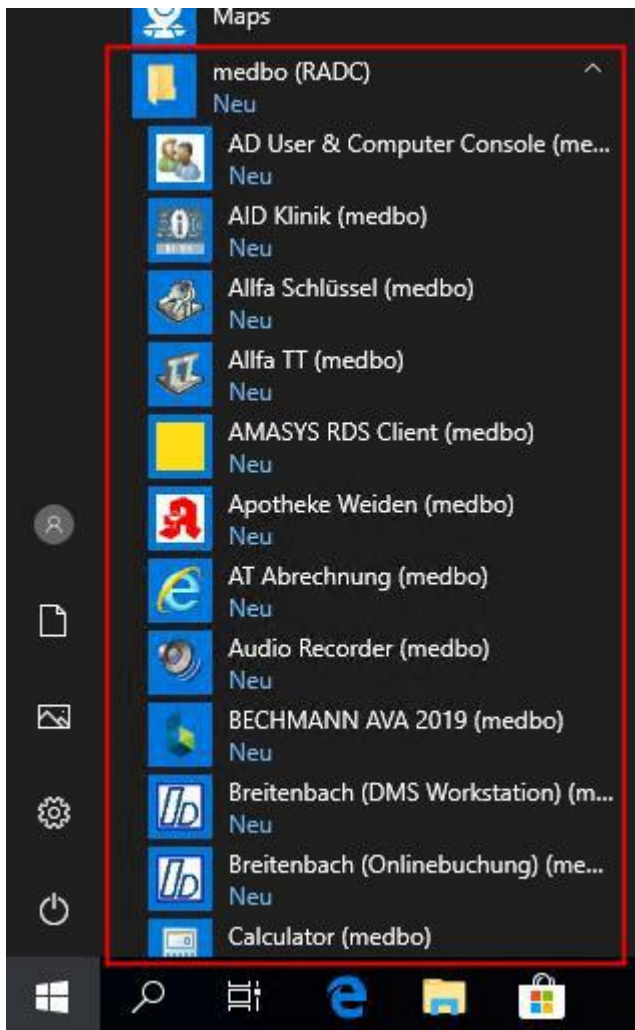 Maps
medbo (RADC)
Neu
AD User & Computer Console (me...
Neu
AID Klinik (medbo)
Neu
Allfa Schlüssel (medbo)
Neu
Allfa TT (medbo)
Neu
AMASYS RDS Client (medbo)
Neu
Apotheke Weiden (medbo)
Neu
AT Abrechnung (medbo)
Neu
Audio Recorder (medbo)
Neu
BECHMANN AVA 2019 (medbo)
Neu
Breitenbach (DMS Workstation) (m...
Neu
Breitenbach (Onlinebuchung) (me...
Neu
Calculator (medbo)